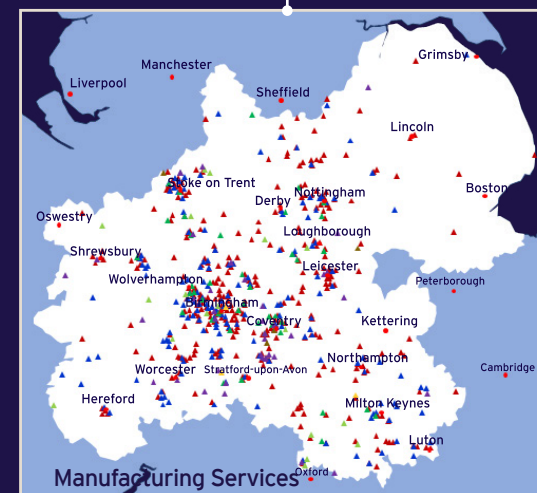 Grimsby
Manchester
Liverpool
Sheffield
Lincoln
Stoke on Trent
Nottingham
Boston
Derby
Oswestry
Loughborough
Shrewsbury
Leicester
Wolverhampton
Peterborough
Birmingham
Coventry
Kettering
Northampton
Worcester
Stratford-upon-Avon
Cambridge
Hereford
Milton Keynes
Luton
Oxford
Manufacturing Services